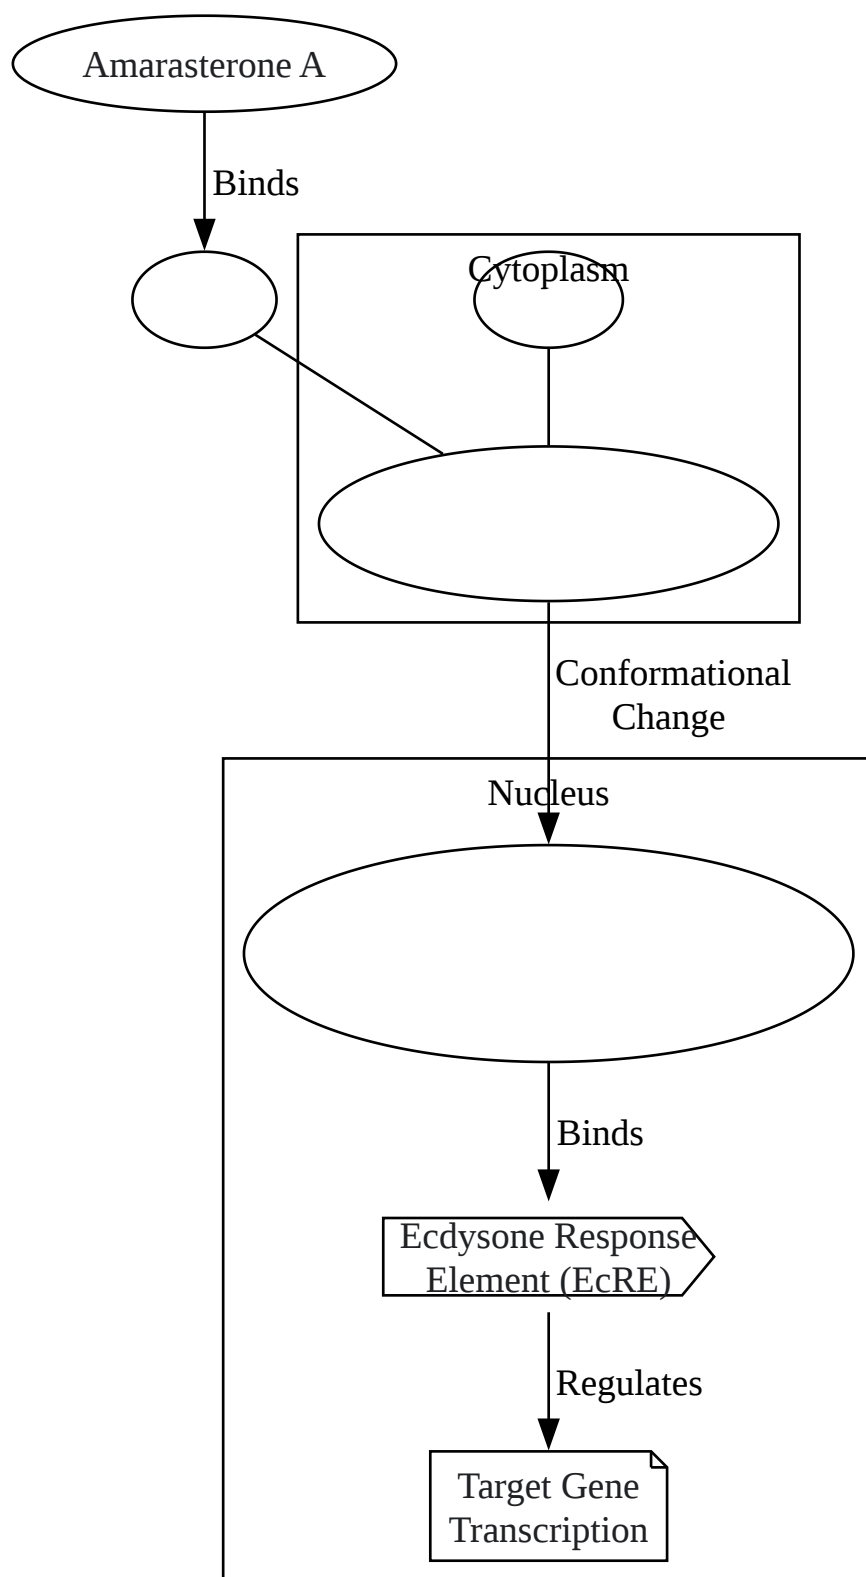 Amarasterone A
Binds
Cytoplasm
Conformational
Change
Nucleus
Binds
Ecdysone Response
Element (EcRE)
Regulates
Target Gene
Transcription